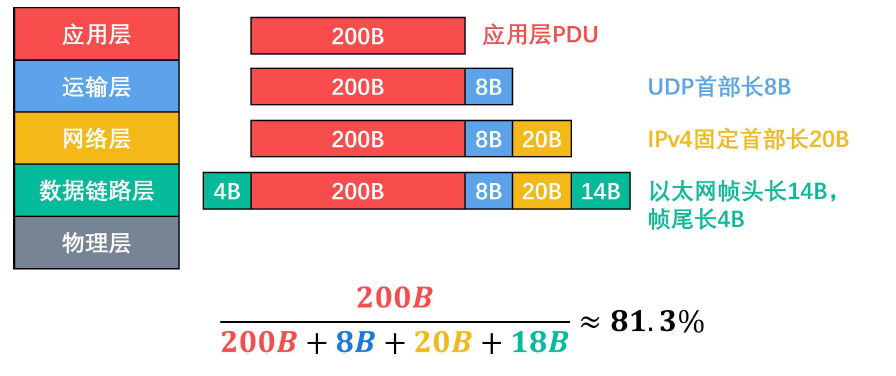 应用层 200B 应用层PDU
运输层 200B 8B UDP首部长8B
网络层 200B 8B 20B IPv4固定首部长20B
数据链路层 4B 200B 8B 20B 14B 以太网帧头长14B,
帧尾长4B
物理层
200B
200B + 8B + 20B + 18B ≈ 81.3%